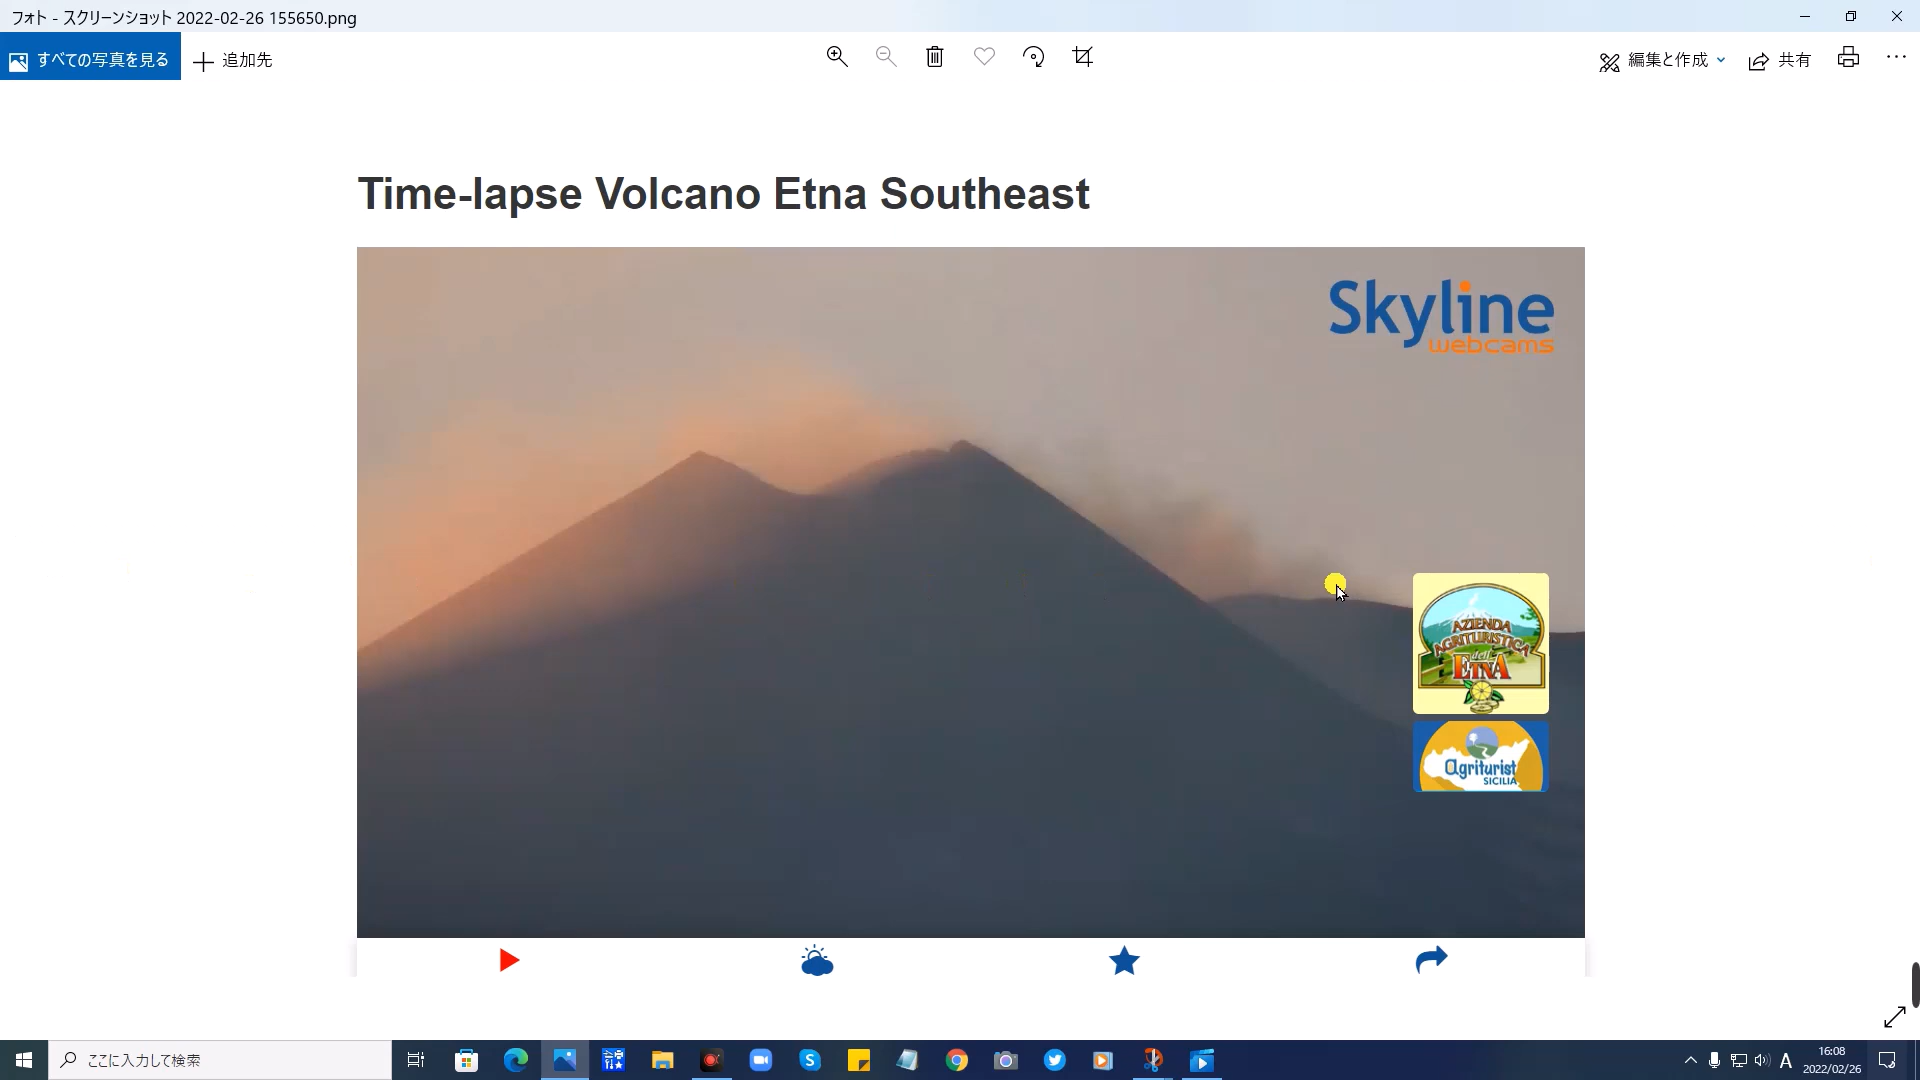 フォト - スクリーンショット 2022-02-26 155650.png
すべての写真を見る
追加先
編集と作成
共有
Time-lapse Volcano Etna Southeast
Skyline
webcams
AZIENDA
AGRITURISTICA
dell'
ETNA
agriturist
SICILIA
ここに入力して検索
A
16:08
2022/02/26